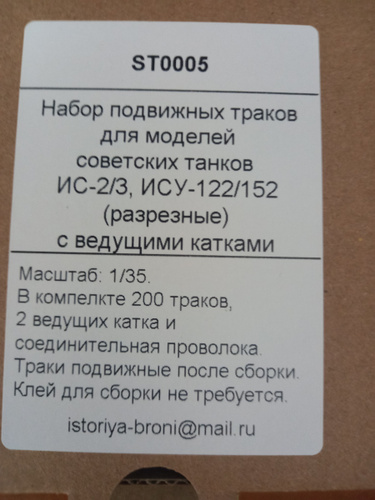 ST0005
Набор подвижных траков
для моделей
советских танков
ИС-2/3, ИСУ-122/152
(разрезные)
с ведущими катками
Масштаб: 1/35.
В компелкте 200 траков,
2 ведущих катка и
соединительная проволока.
Траки подвижные после сборки.
Клей для сборки не требуется.
istoriya-broni@mail.ru